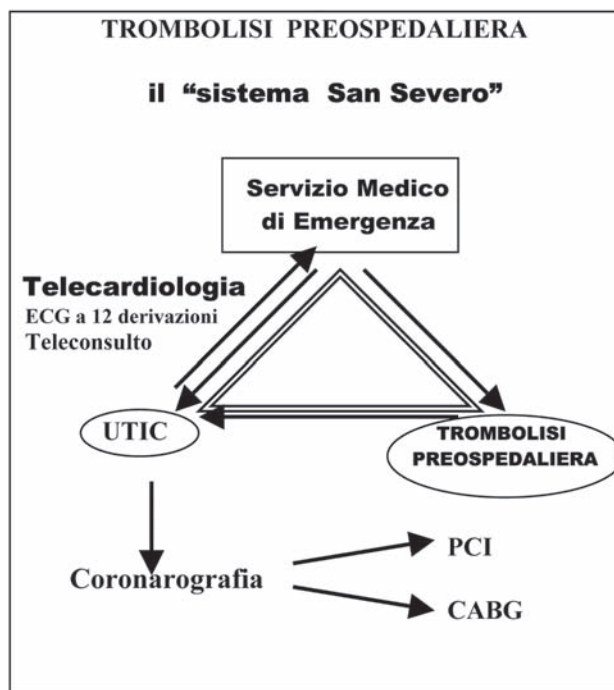 TROMBOLISI PREOSPEDALIERA
il “sistema San Severo”
Servizio Medico
di Emergenza
Telecardiologia
ECG a 12 derivazioni
Teleconsulto
UTIC
TROMBOLISI
PREOSPEDALIERA
Coronarografia
PCI
CABG